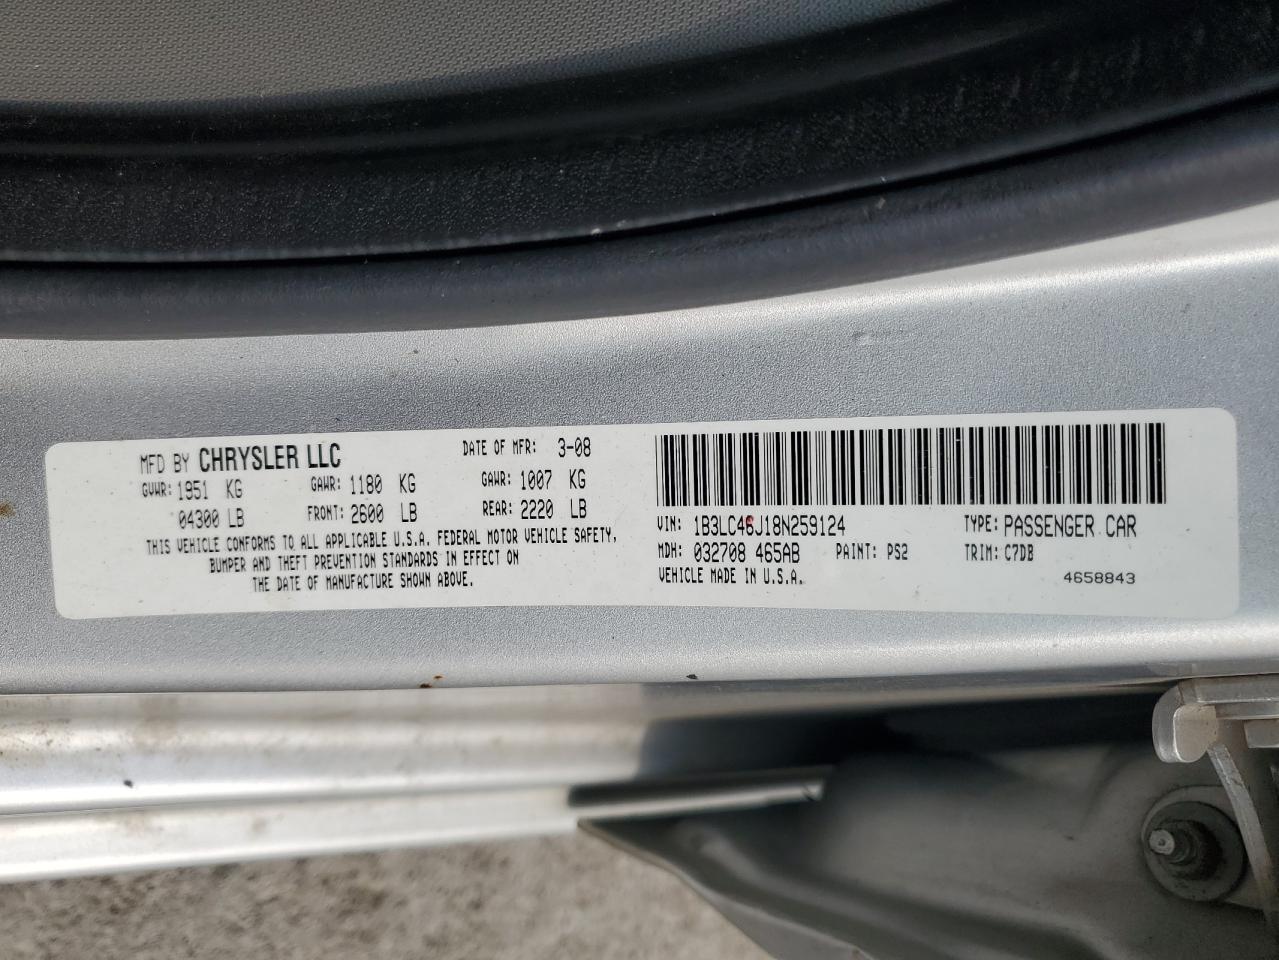 MFD BY CHRYSLER LLC DATE OF MFR: 3-08
GVWR: 1951 KG GAWR: 1180 KG GAWR: 1007 KG
04300 LB FRONT: 2600 LB REAR: 2220 LB
THIS VEHICLE CONFORMS TO ALL APPLICABLE U.S.A. FEDERAL MOTOR VEHICLE SAFETY,
BUMPER AND THEFT PREVENTION STANDARDS IN EFFECT ON
THE DATE OF MANUFACTURE SHOWN ABOVE.
VIN: 1B3LC46J18N259124 TYPE: PASSENGER CAR
MDH: 032708 465AB PAINT: PS2 TRIM: C7DB
VEHICLE MADE IN U.S.A. 4658843